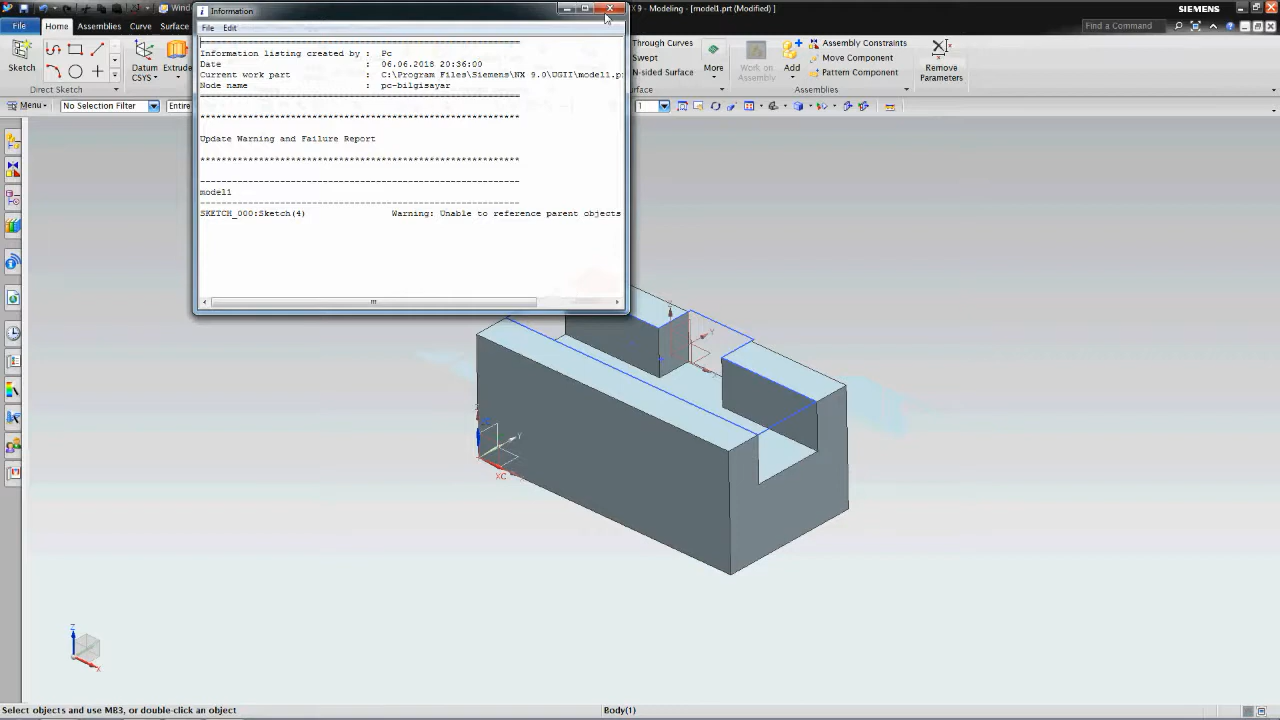 Information
X 9 - Modeling - [model1.prt (Modified) ]
SIEMENS
File Edit
File Home Assemblies Curve Surface
Find a Command
====================================================
Information listing created by : Pc
Date : 06.06.2018 20:36:00
Current work part : C:\Program Files\Siemens\NX 9.0\UGII\model1.p
Node name : pc-bilgisayar
====================================================
Update Warning and Failure Report
model1
SKETCH_000:Sketch(4) Warning: Unable to reference parent objects
Sketch
Direct Sketch
Datum CSYS
Extrude
Through Curves
N-sided Surface
More
Surface
Work on Assembly
Add
Assembly Constraints
Move Component
Pattern Component
Assemblies
Remove Parameters
Menu
No Selection Filter
Entire
1
Y
Y
XC
Z
X
Select objects and use MB3, or double-click an object
Body(1)